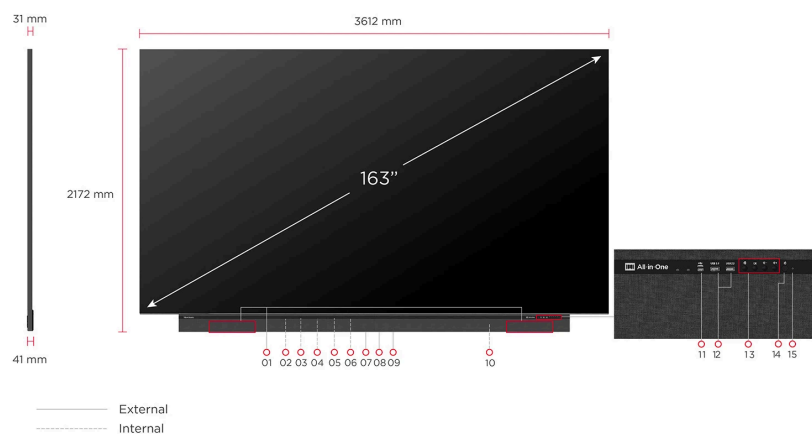 31 mm
3612 mm
163”
2172 mm
All-in-One
41 mm
01 02 03 04 05 06 07 08 09 10
11 12 13 14 15
External
Internal